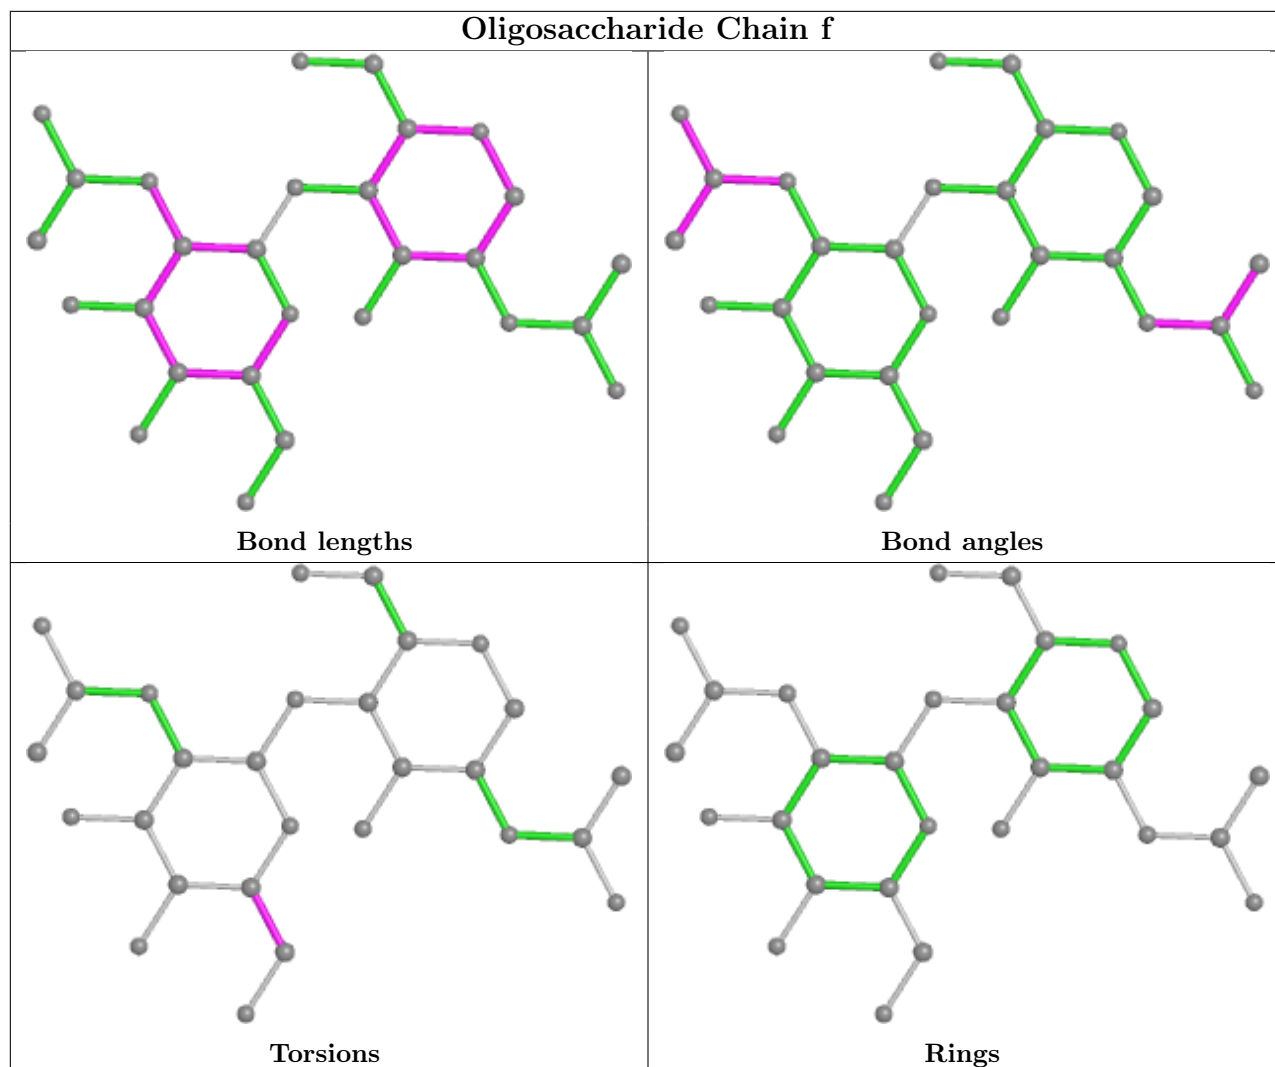 Oligosaccharide Chain f
Bond lengths
Bond angles
Torsions
Rings